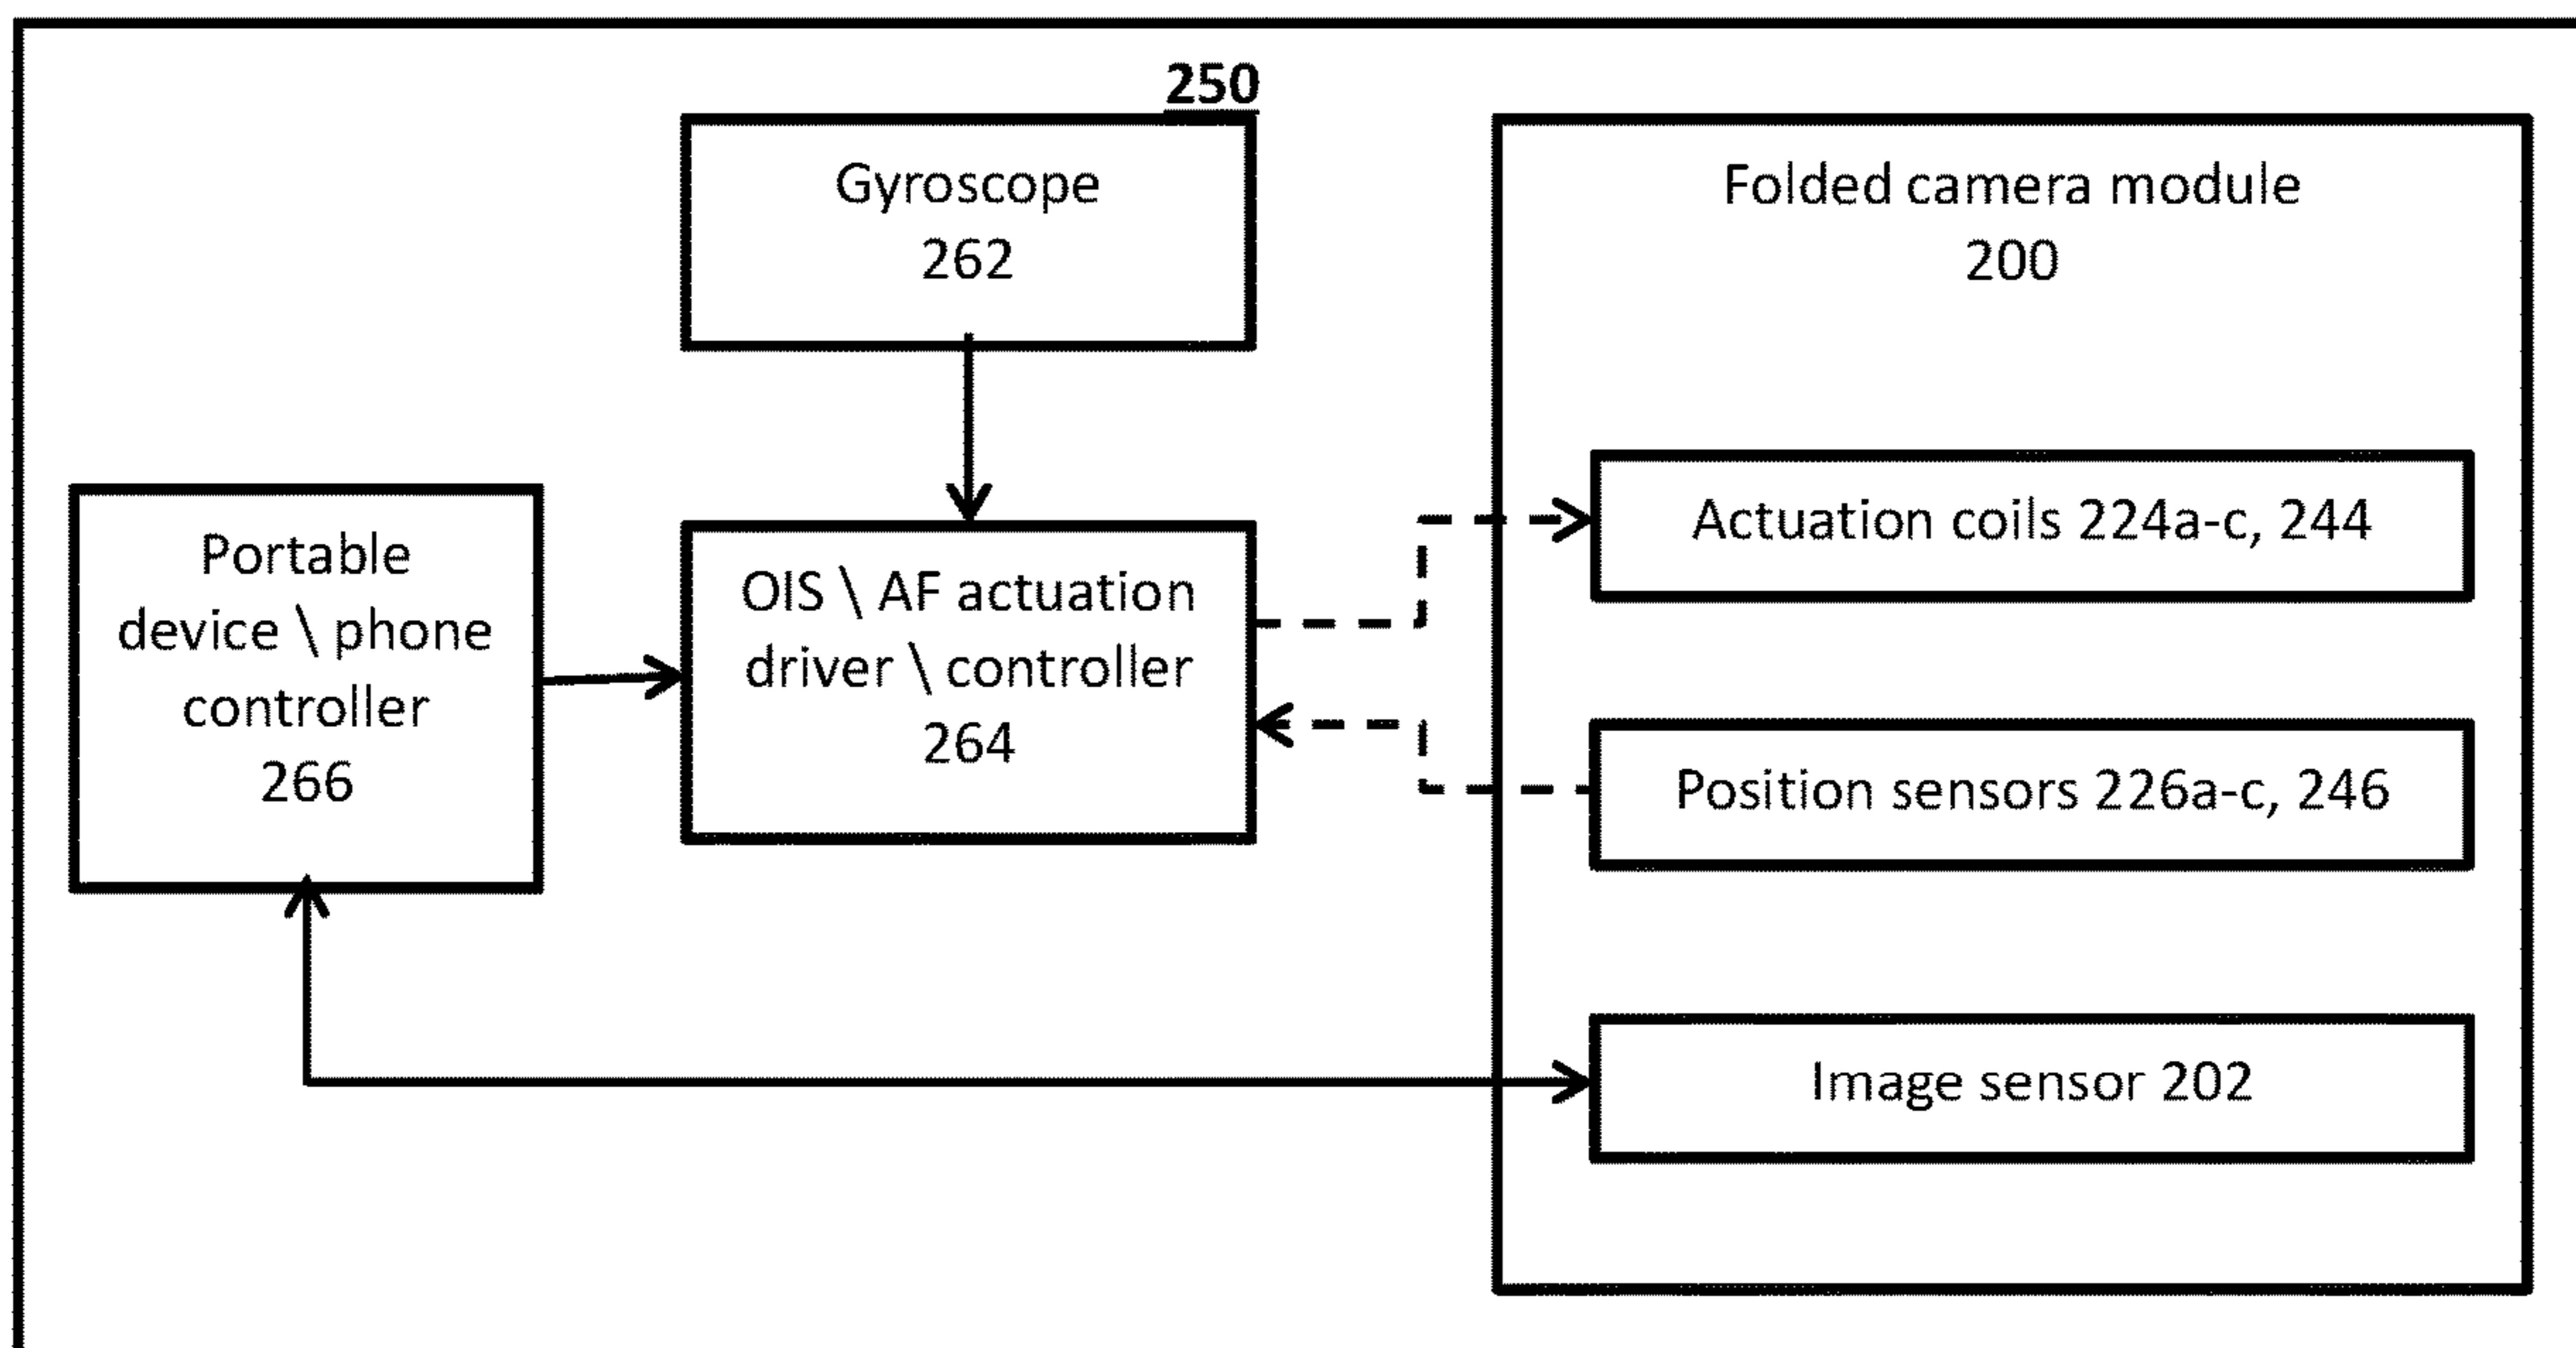 250
Gyroscope
262
Folded camera module
200
Portable
device \ phone
controller
266
OIS \ AF actuation
driver \ controller
264
Actuation coils 224a-c, 244
Position sensors 226a-c, 246
Image sensor 202